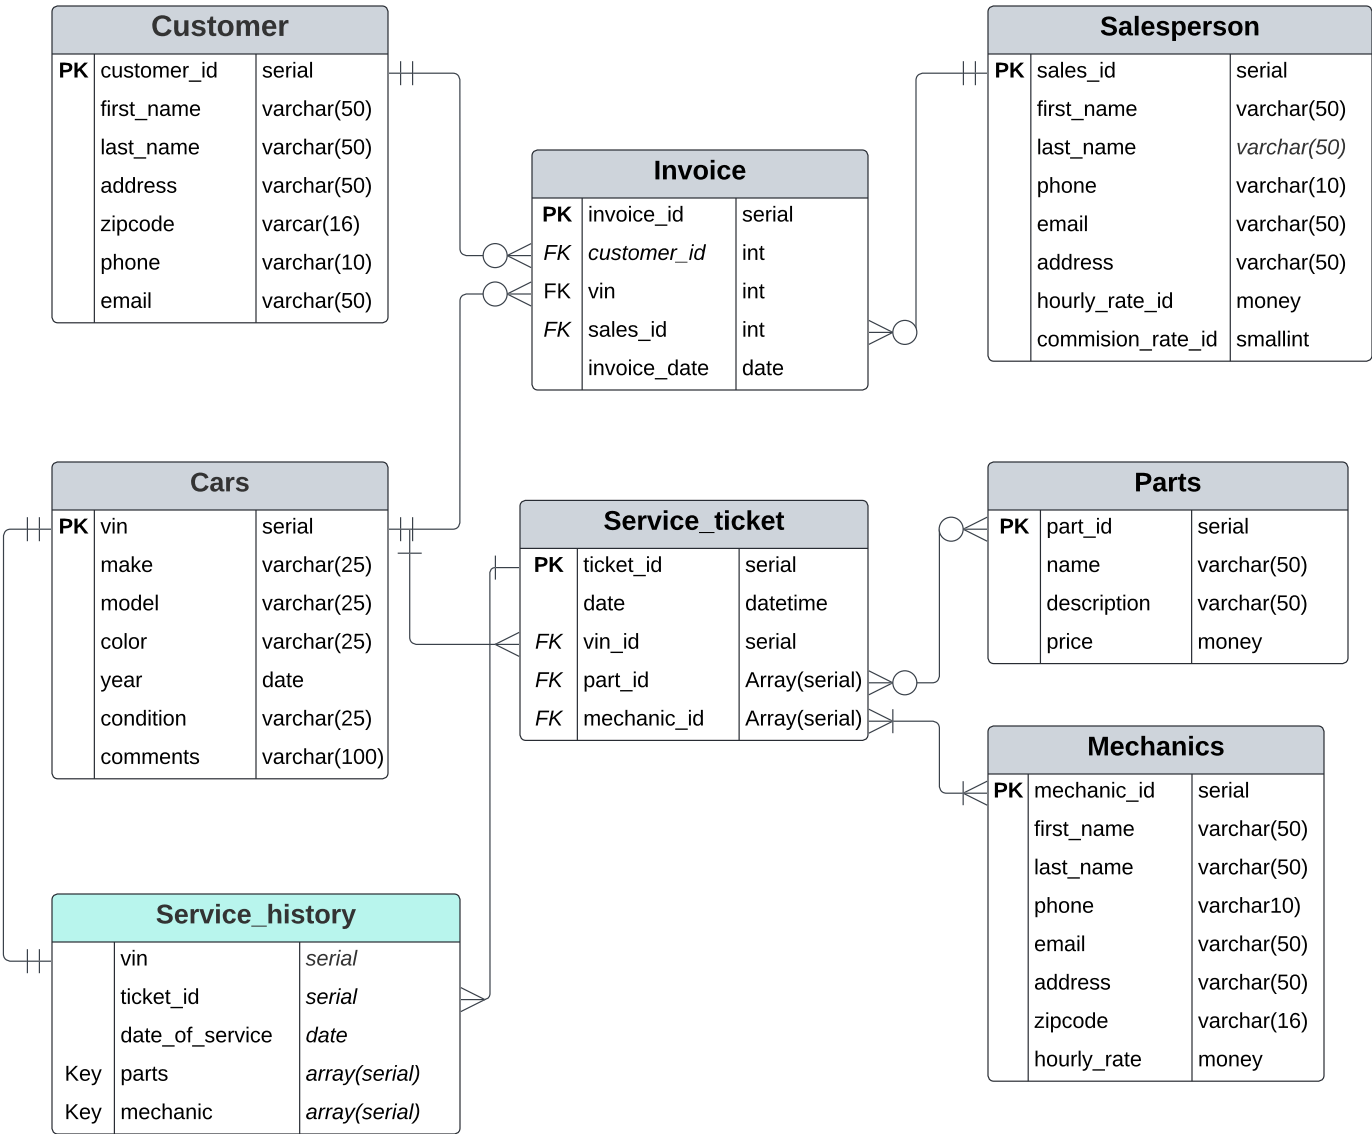 Customer
PK customer_id serial
first_name varchar(50)
last_name varchar(50)
address varchar(50)
zipcode varcar(16)
phone varchar(10)
email varchar(50)
Salesperson
PK sales_id serial
first_name varchar(50)
last_name varchar(50)
phone varchar(10)
email varchar(50)
address varchar(50)
hourly_rate_id money
commision_rate_id smallint
Invoice
PK invoice_id serial
FK customer_id int
FK vin int
FK sales_id int
invoice_date date
Cars
PK vin serial
make varchar(25)
model varchar(25)
color varchar(25)
year date
condition varchar(25)
comments varchar(100)
Service_ticket
PK ticket_id serial
date datetime
FK vin_id serial
FK part_id Array(serial)
FK mechanic_id Array(serial)
Parts
PK part_id serial
name varchar(50)
description varchar(50)
price money
Mechanics
PK mechanic_id serial
first_name varchar(50)
last_name varchar(50)
phone varchar10)
email varchar(50)
address varchar(50)
zipcode varchar(16)
hourly_rate money
Service_history
vin serial
ticket_id serial
date_of_service date
Key parts array(serial)
Key mechanic array(serial)